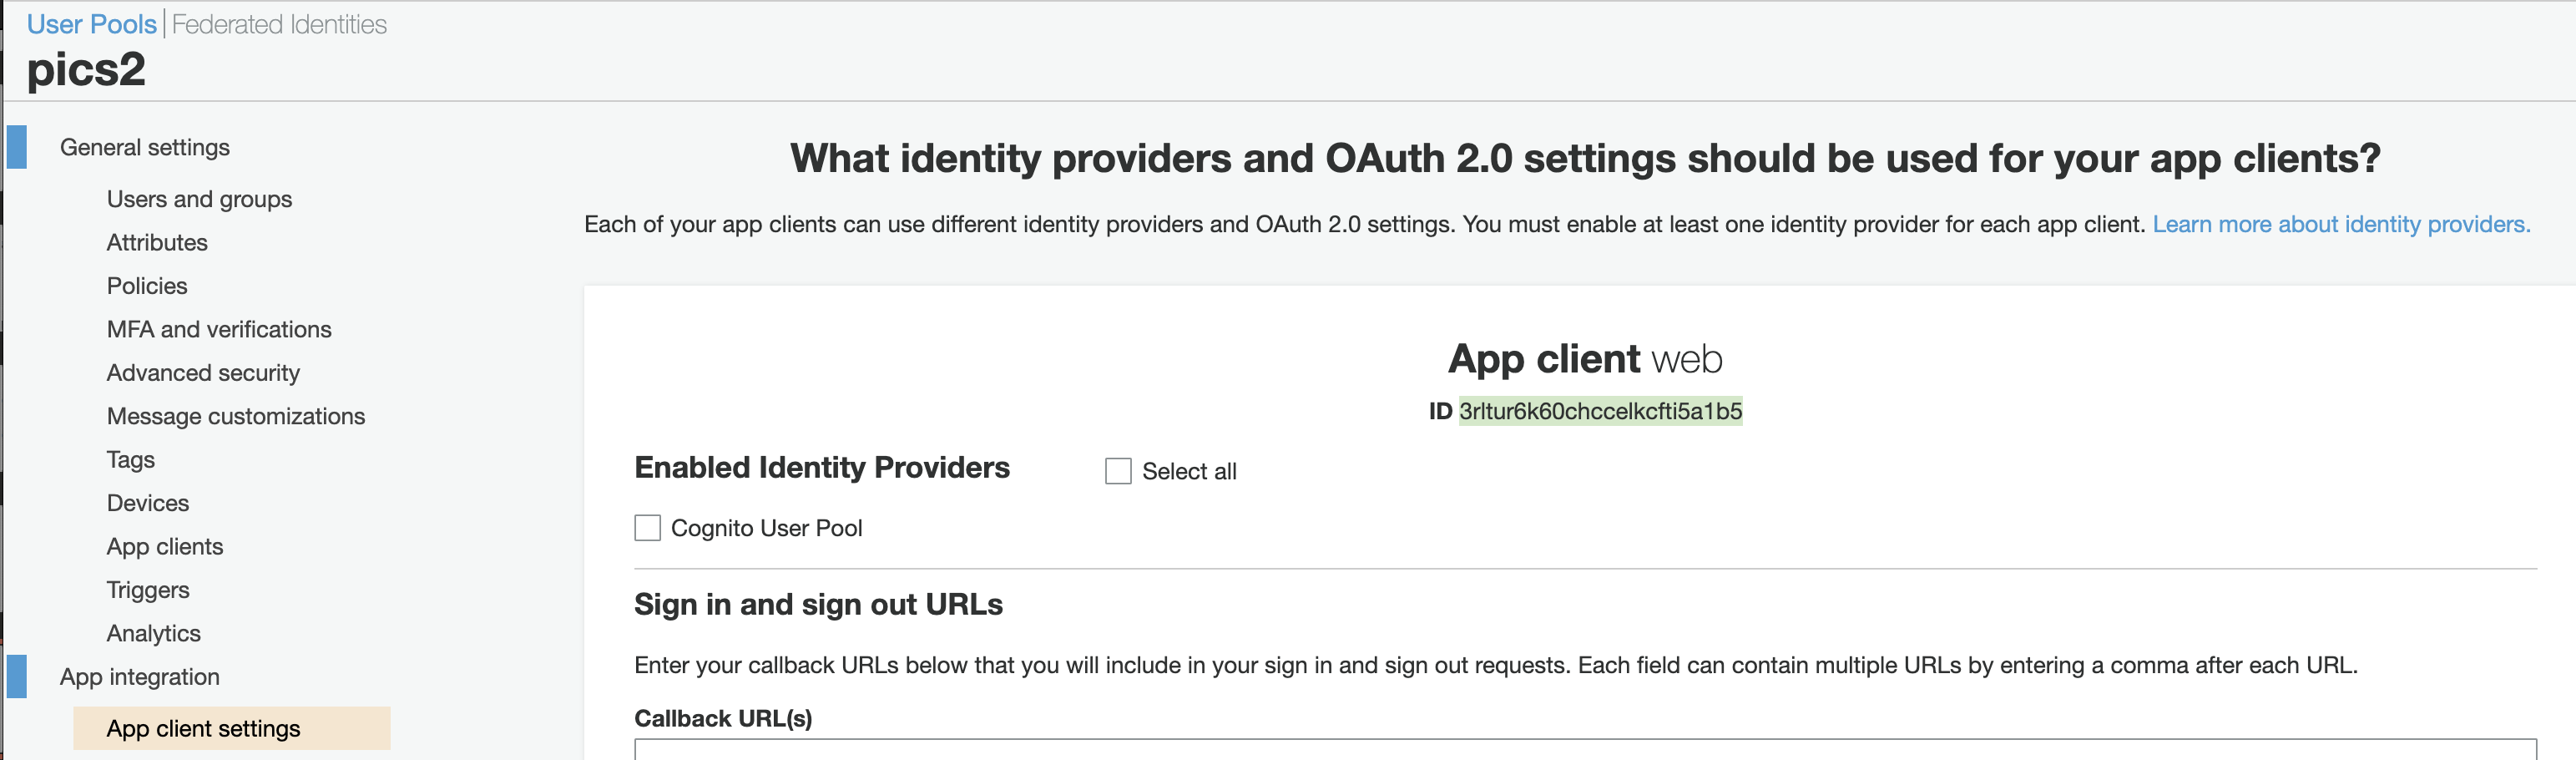 User Pools | Federated Identities
pics2
General settings
Users and groups
Attributes
Policies
MFA and verifications
Advanced security
Message customizations
Tags
Devices
App clients
Triggers
Analytics
App integration
App client settings
What identity providers and OAuth 2.0 settings should be used for your app clients?
Each of your app clients can use different identity providers and OAuth 2.0 settings. You must enable at least one identity provider for each app client. Learn more about identity providers.
App client web
ID 3rltur6k60chccelkcfti5a1b5
Enabled Identity Providers Select all
Cognito User Pool
Sign in and sign out URLs
Enter your callback URLs below that you will include in your sign in and sign out requests. Each field can contain multiple URLs by entering a comma after each URL.
Callback URL(s)